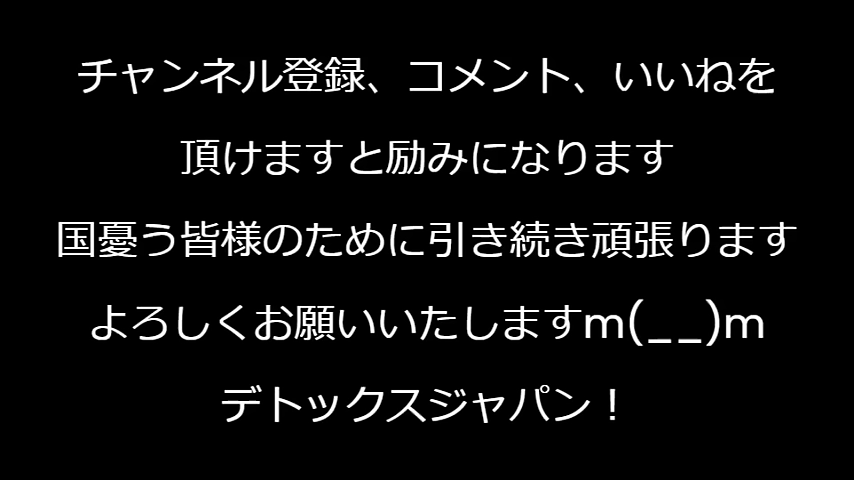 チャンネル登録、コメント、いいねを
頂けますと励みになります
国憂う皆様のために引き続き頑張ります
よろしくお願いいたしますm(__)m
デトックスジャパン！